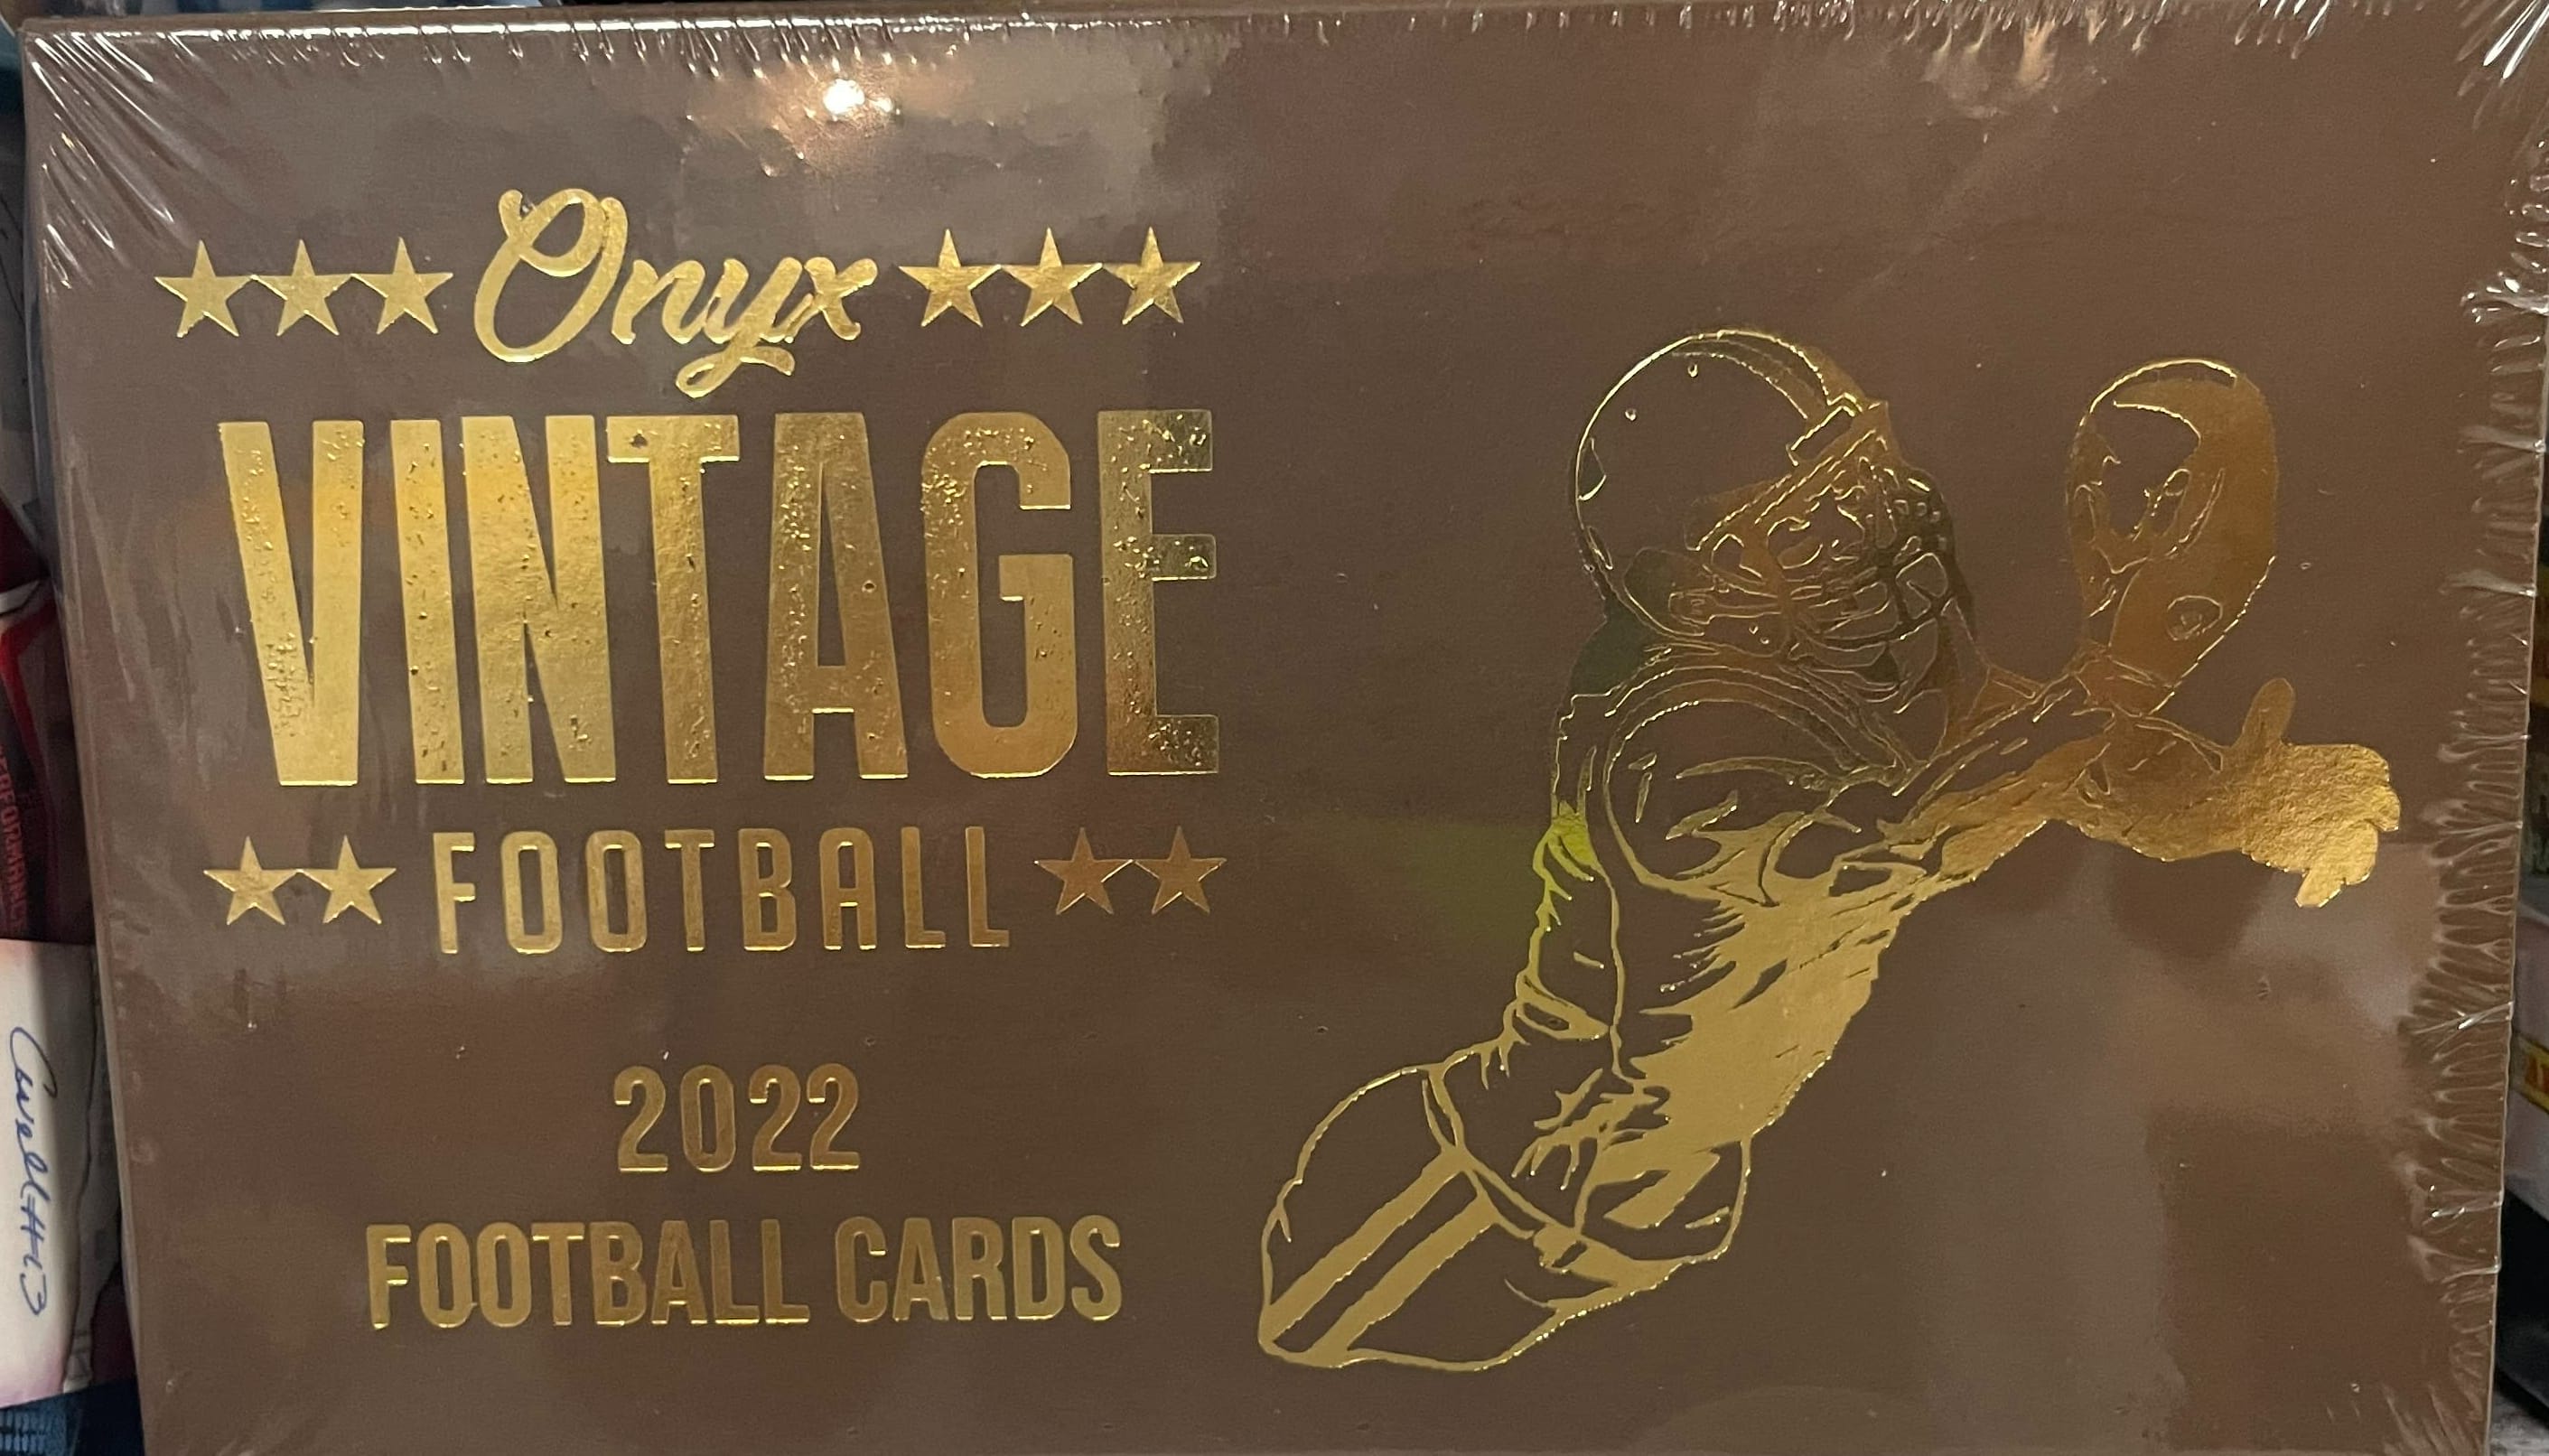 Onyx
VINTAGE
FOOTBALL
2022
FOOTBALL CARDS